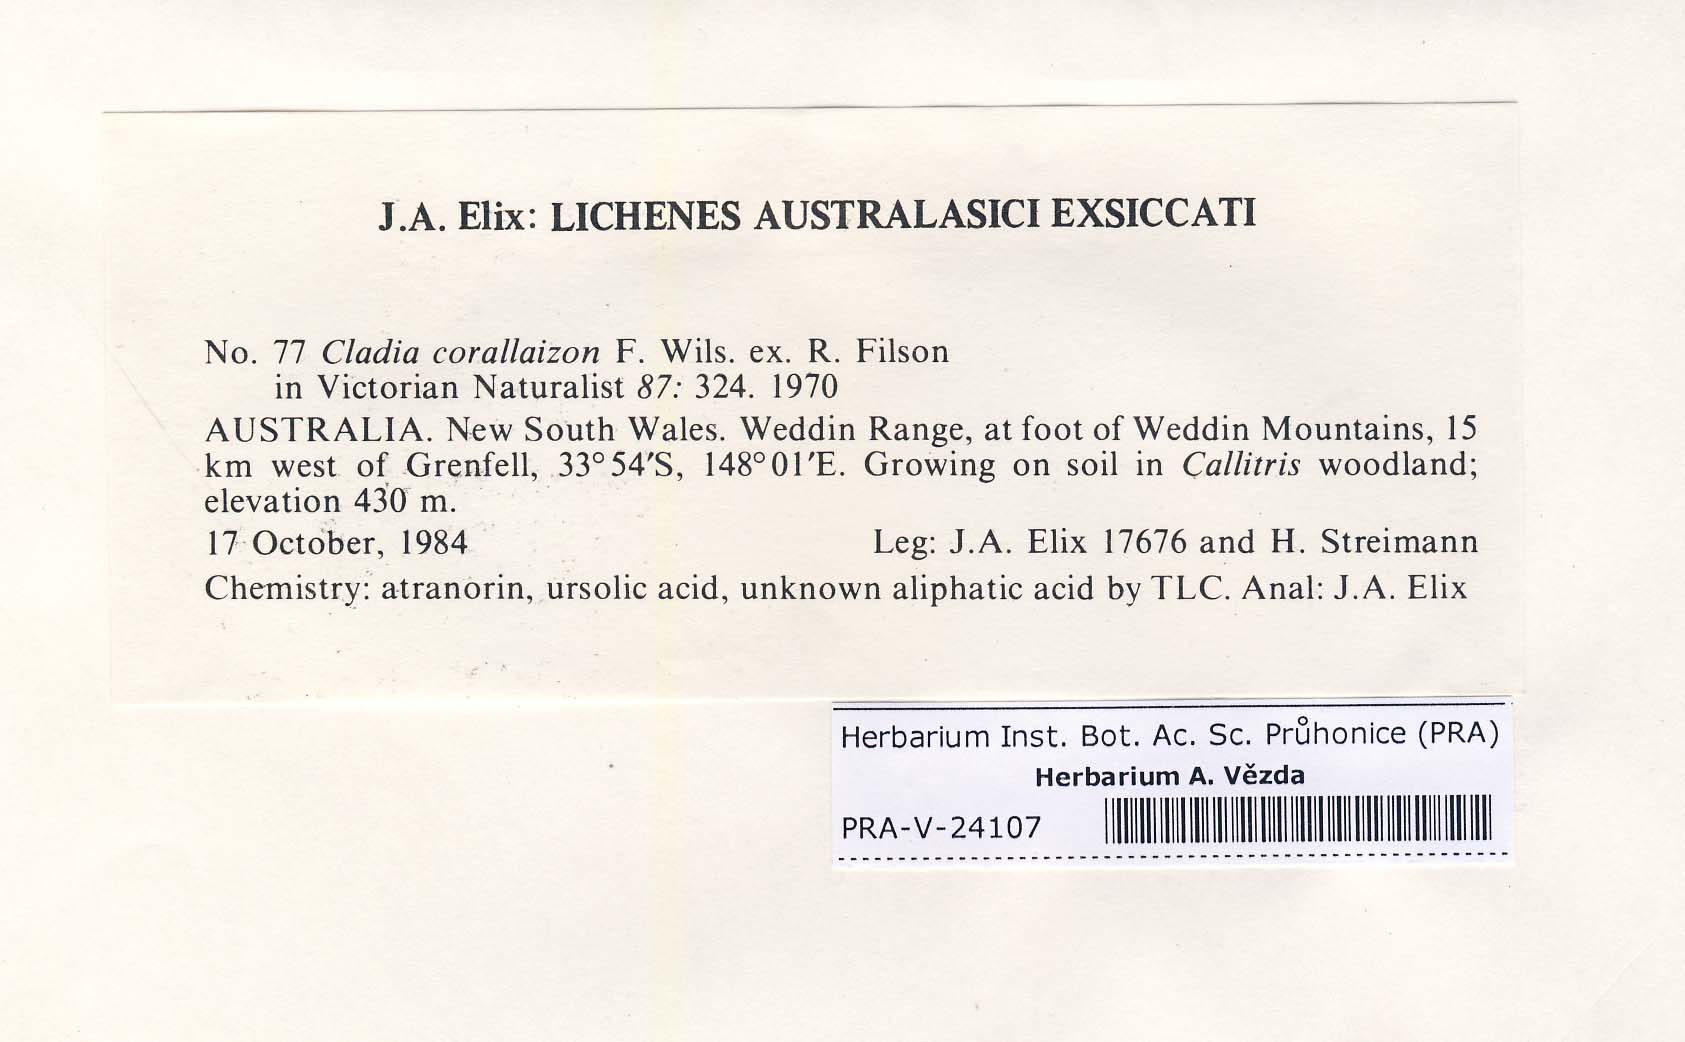 J.A. Elix: LICHENES AUSTRALASICI EXSICCATI
No. 77 Cladia corallaizon F. Wils. ex. R. Filson
in Victorian Naturalist 87: 324. 1970
AUSTRALIA. New South Wales. Weddin Range, at foot of Weddin Mountains, 15
km west of Grenfell, 33°54'S, 148°01'E. Growing on soil in Callitris woodland;
elevation 430 m.
17 October, 1984 Leg: J.A. Elix 17676 and H. Streimann
Chemistry: atranorin, ursolic acid, unknown aliphatic acid by TLC. Anal: J.A. Elix
Herbarium Inst. Bot. Ac. Sc. Průhonice (PRA)
Herbarium A. Vězda
PRA-V-24107